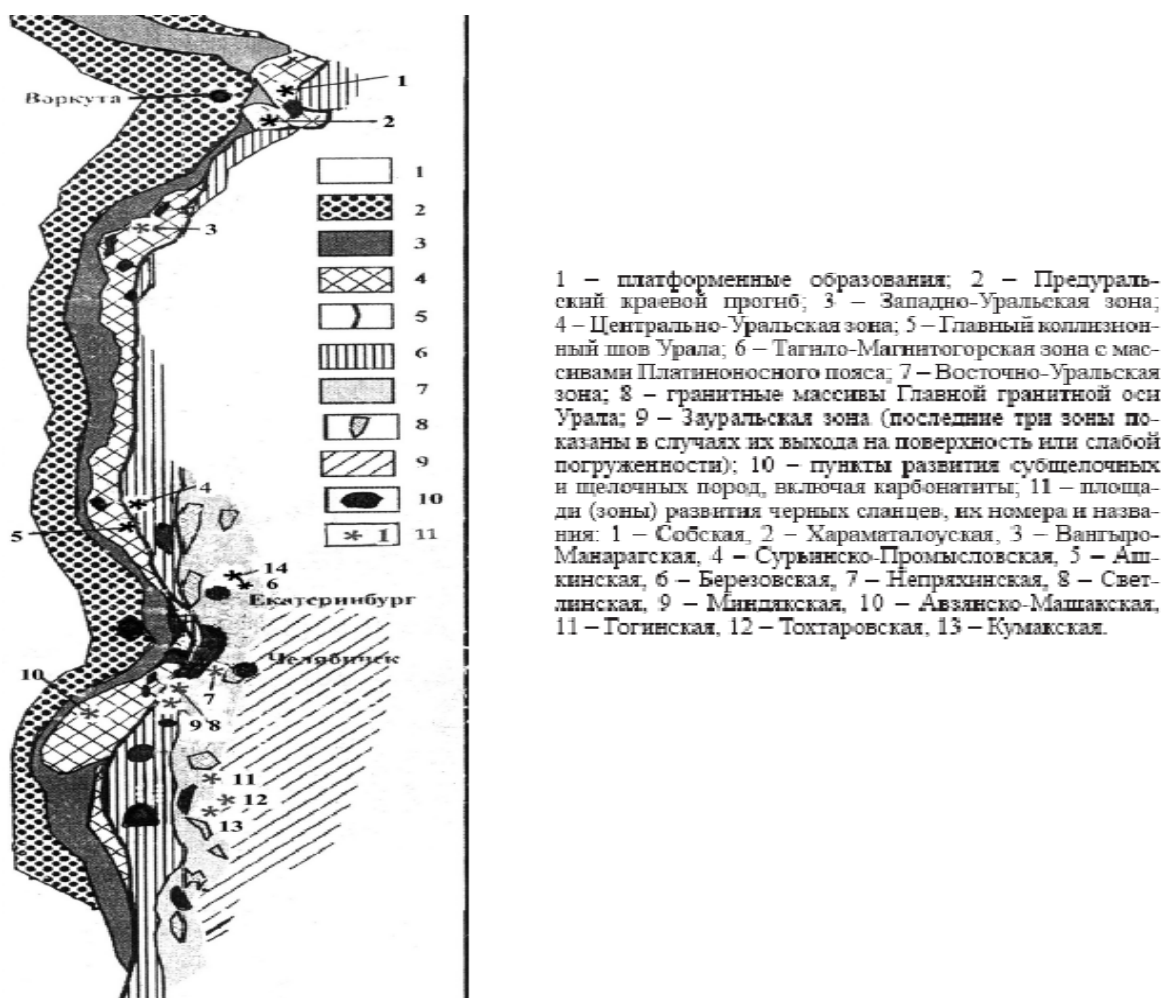 Воркута
1
2
1
2
3
4
5
6
7
8
9
10
* 1 11
3
4
5
14
6
Екатеринбург
Челябинск
10
7
9 8
11
12
13
1 – платформенные образования; 2 – Предураль-
ский краевой прогиб; 3 – Западно-Уральская зона;
4 – Центрально-Уральская зона; 5 – Главный коллизион-
ный шов Урала; 6 – Тагило-Магнитогорская зона с мас-
сивами Платиноносного пояса; 7 – Восточно-Уральская
зона; 8 – гранитные массивы Главной гранитной оси
Урала; 9 – Зауральская зона (последние три зоны по-
казаны в случаях их выхода на поверхность или слабой
погруженности); 10 – пункты развития субщелочных
и щелочных пород, включая карбонатиты; 11 – площа-
ди (зоны) развития черных сланцев, их номера и назва-
ния: 1 – Собская, 2 – Хараматалоуская, 3 – Вангыро-
Манарагская, 4 – Сурьинско-Промысловская, 5 – Аш-
кинская, 6 – Березовская, 7 – Непряхинская, 8 – Свет-
линская, 9 – Миндякская, 10 – Авзянско-Машакская,
11 – Гогинская, 12 – Тохтаровская, 13 – Кумакская.